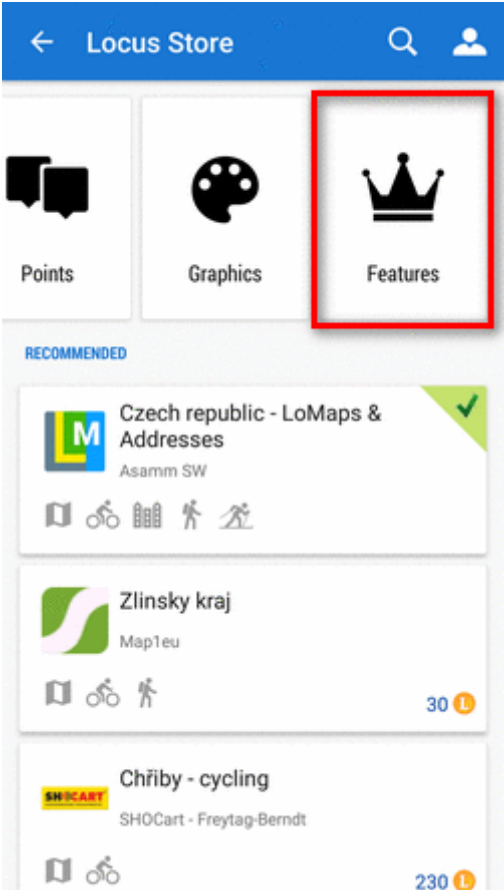 Locus Store
Points
Graphics
Features
RECOMMENDED
M
Czech republic - LoMaps &
Addresses
Asamm SW
Zlinsky kraj
Map1eu
30 L
SHOCART
Chřiby - cycling
SHOCart - Freytag-Berndt
230 L